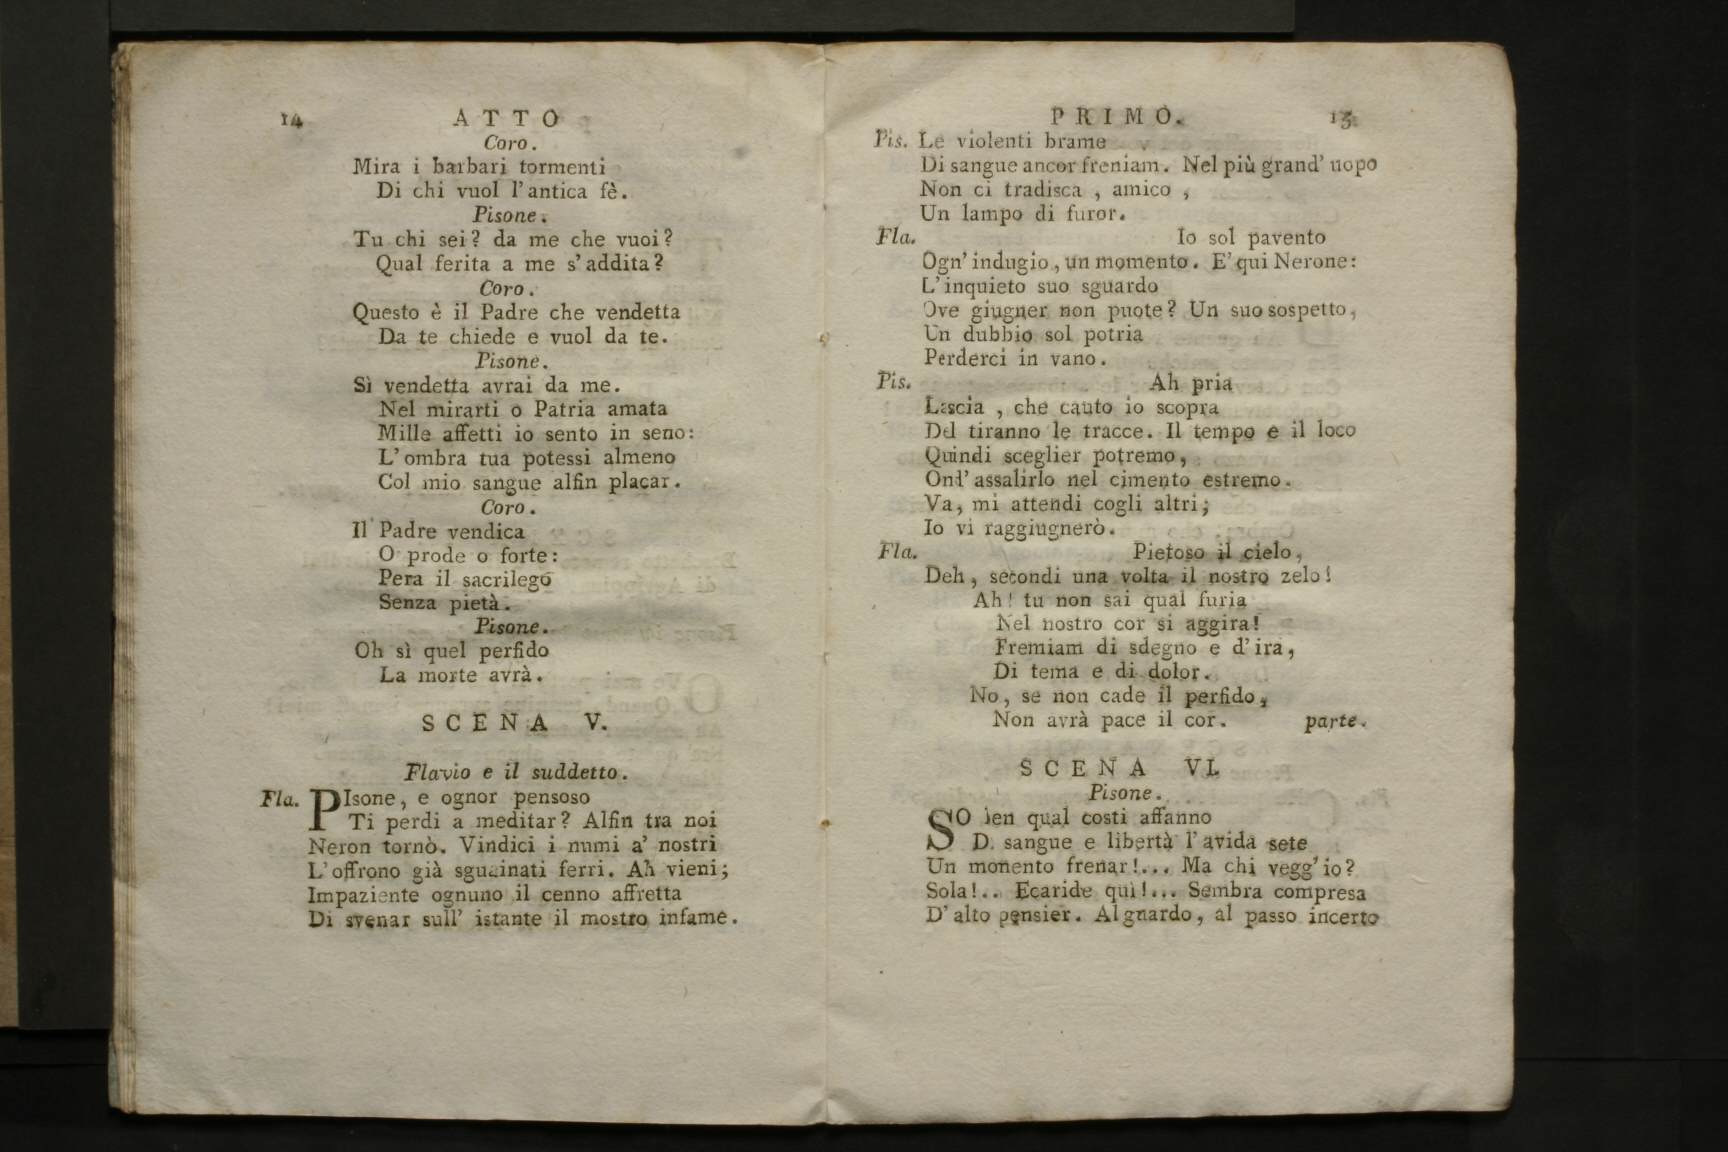 14 ATTO
Coro.
Mira i barbari tormenti
Di chi vuol l'antica fè.
Pisone.
Tu chi sei? da me che vuoi?
Qual ferita a me s'addita?
Coro.
Questo è il Padre che vendetta
Da te chiede e vuol da te.
Pisone.
Sì vendetta avrai da me.
Nel mirarti o Patria amata
Mille affetti io sento in seno:
L'ombra tua potessi almeno
Col mio sangue alfin placar.
Coro.
Il Padre vendica
O prode o forte:
Pera il sacrilego
Senza pietà.
Pisone.
Oh sì quel perfido
La morte avrà.
SCENA V.
Flavio e il suddetto.
Fla. PIsone, e ognor pensoso
Ti perdi a meditar? Alfin tra noi
Neron tornò. Vindici i numi a' nostri
L'offrono già sguainati ferri. Ah vieni;
Impaziente ognuno il cenno affretta
Di svenar sull' istante il mostro infame.
PRIMO. 15
Pis. Le violenti brame
Di sangue ancor freniam. Nel più grand' uopo
Non ci tradisca, amico,
Un lampo di furor.
Fla. Io sol pavento
Ogn' indugio, un momento. E' qui Nerone:
L'inquieto suo sguardo
Ove giugner non puote? Un suo sospetto,
Un dubbio sol potria
Perderci in vano.
Pis. Ah pria
Lascia, che cauto io scopra
Del tiranno le tracce. Il tempo e il loco
Quindi sceglier potremo,
Ond' assalirlo nel cimento estremo.
Va, mi attendi cogli altri;
Io vi raggiugnerò.
Fla. Pietoso il cielo,
Deh, secondi una volta il nostro zelo!
Ah! tu non sai qual furia
Nel nostro cor si aggira!
Fremiam di sdegno e d'ira,
Di tema e di dolor.
No, se non cade il perfido,
Non avrà pace il cor. parte.
SCENA VI.
Pisone.
SO ben qual costi affanno
Di sangue e libertà l'avida sete
Un momento frenar!... Ma chi vegg'io?
Sola!.. Ecaride quì!... Sembra compresa
D'alto pensier. Al guardo, al passo incerto